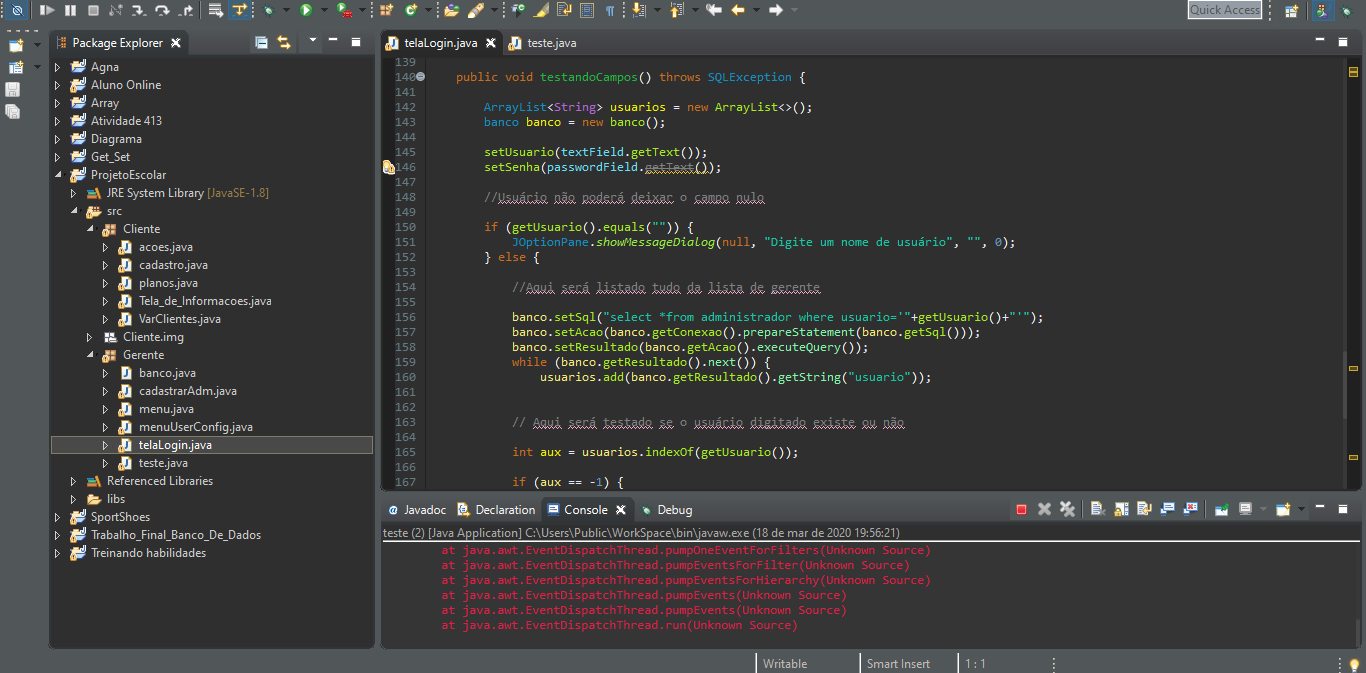 Quick Access
Package Explorer
Agna
Aluno Online
Array
Atividade 413
Diagrama
Get_Set
ProjetoEscolar
JRE System Library [JavaSE-1.8]
src
Cliente
acoes.java
cadastro.java
planos.java
Tela_de_Informacoes.java
VarClientes.java
Cliente.img
Gerente
banco.java
cadastrarAdm.java
menu.java
menuUserConfig.java
telaLogin.java
teste.java
Referenced Libraries
libs
SportShoes
Trabalho_Final_Banco_De_Dados
Treinando habilidades
telaLogin.java teste.java
139
140 public void testandoCampos() throws SQLException {
141
142 ArrayList<String> usuarios = new ArrayList<>();
143 banco banco = new banco();
144
145 setUsuario(textField.getText());
146 setSenha(passwordField.getText());
147
148 //Usuário não poderá deixar o campo nulo
149
150 if (getUsuario().equals("")) {
151 JOptionPane.showMessageDialog(null, "Digite um nome de usuário", "", 0);
152 } else {
153
154 //Aqui será listado tudo da lista de gerente
155
156 banco.setSql("select *from administrador where usuario='"+getUsuario()+"'");
157 banco.setAcao(banco.getConexao().prepareStatement(banco.getSql()));
158 banco.setResultado(banco.getAcao().executeQuery());
159 while (banco.getResultado().next()) {
160 usuarios.add(banco.getResultado().getString("usuario"));
161
162
163 // Aqui será testado se o usuário digitado existe ou não
164
165 int aux = usuarios.indexOf(getUsuario());
166
167 if (aux == -1) {
@ Javadoc Declaration Console Debug
teste (2) [Java Application] C:\Users\Public\WorkSpace\bin\javaw.exe (18 de mar de 2020 19:56:21)
at java.awt.EventDispatchThread.pumpOneEventForFilters(Unknown Source)
at java.awt.EventDispatchThread.pumpEventsForFilter(Unknown Source)
at java.awt.EventDispatchThread.pumpEventsForHierarchy(Unknown Source)
at java.awt.EventDispatchThread.pumpEvents(Unknown Source)
at java.awt.EventDispatchThread.pumpEvents(Unknown Source)
at java.awt.EventDispatchThread.run(Unknown Source)
Writable Smart Insert 1 : 1